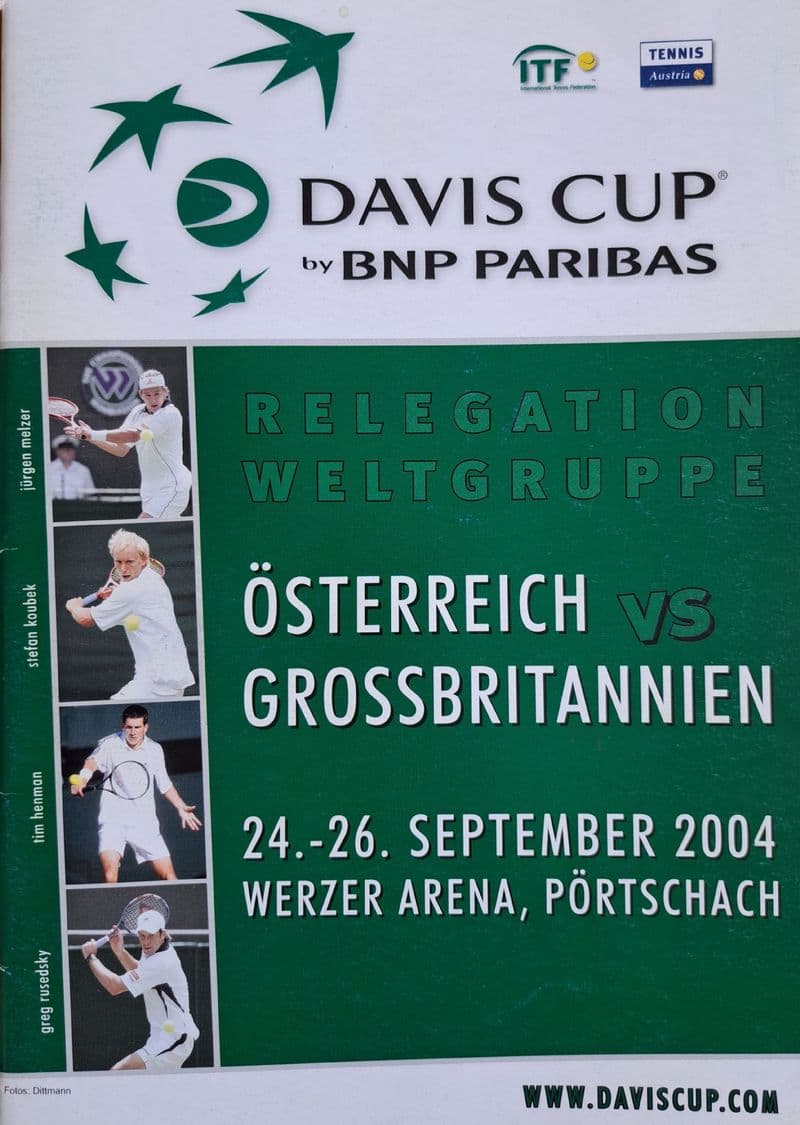 ITF
International Tennis Federation
TENNIS
Austria
DAVIS CUP®
by BNP PARIBAS
RELEGATION
WELTGRUPPE
ÖSTERREICH VS
GROSSBRITANNIEN
24.-26. SEPTEMBER 2004
WERZER ARENA, PÖRTSCHACH
jürgen melzer
stefan koubek
tim henman
greg rusedsky
Fotos: Dittmann
WWW.DAVISCUP.COM